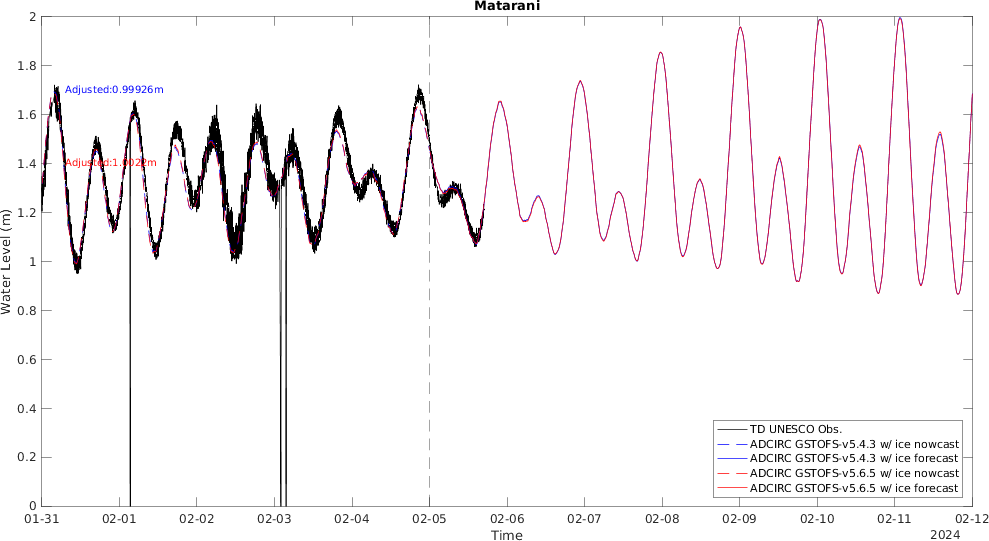 Matarani
2
1.8
1.6
1.4
1.2
1
0.8
0.6
0.4
0.2
0
Water Level (m)
Adjusted:0.99926m
Adjusted:1.0022m
TD UNESCO Obs.
ADCIRC GSTOFS-v5.4.3 w/ ice nowcast
ADCIRC GSTOFS-v5.4.3 w/ ice forecast
ADCIRC GSTOFS-v5.6.5 w/ ice nowcast
ADCIRC GSTOFS-v5.6.5 w/ ice forecast
01-31 02-01 02-02 02-03 02-04 02-05 02-06 02-07 02-08 02-09 02-10 02-11 02-12
Time
2024